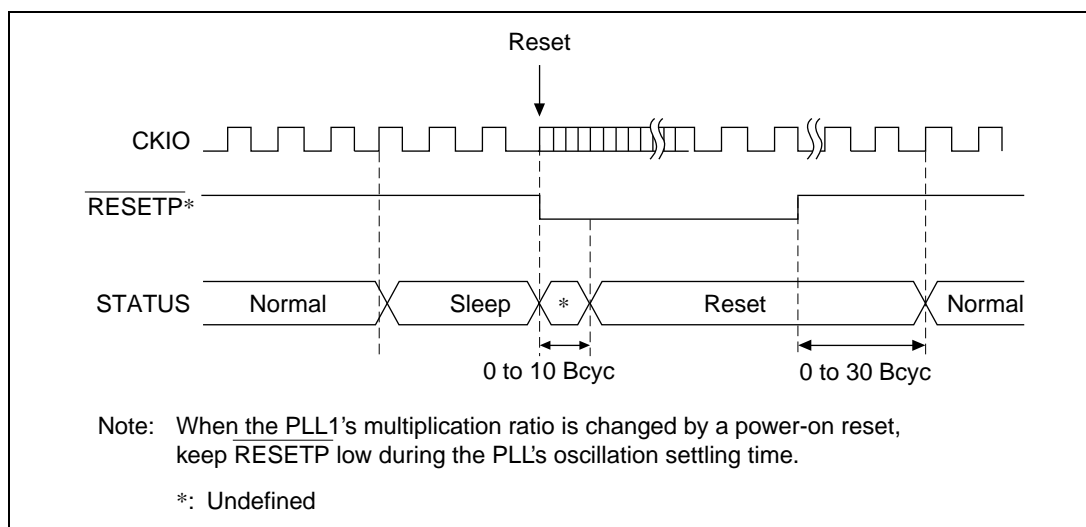 Reset
CKIO
RESETP*
STATUS Normal Sleep * Reset Normal
0 to 10 Bcyc 0 to 30 Bcyc
Note: When the PLL1's multiplication ratio is changed by a power-on reset,
keep RESETP low during the PLL's oscillation settling time.
*: Undefined